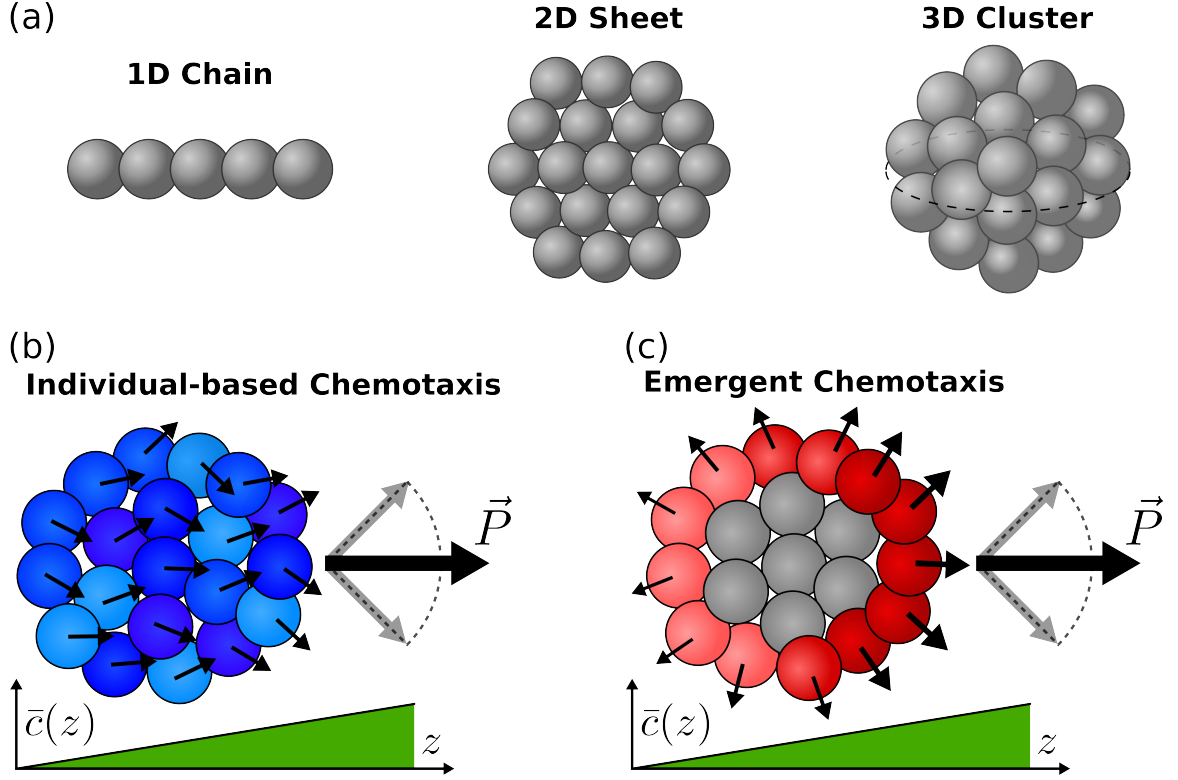 (a)
1D Chain
2D Sheet
3D Cluster
(b)
Individual-based Chemotaxis
P⃗
c̄(z)
z
(c)
Emergent Chemotaxis
P⃗
c̄(z)
z